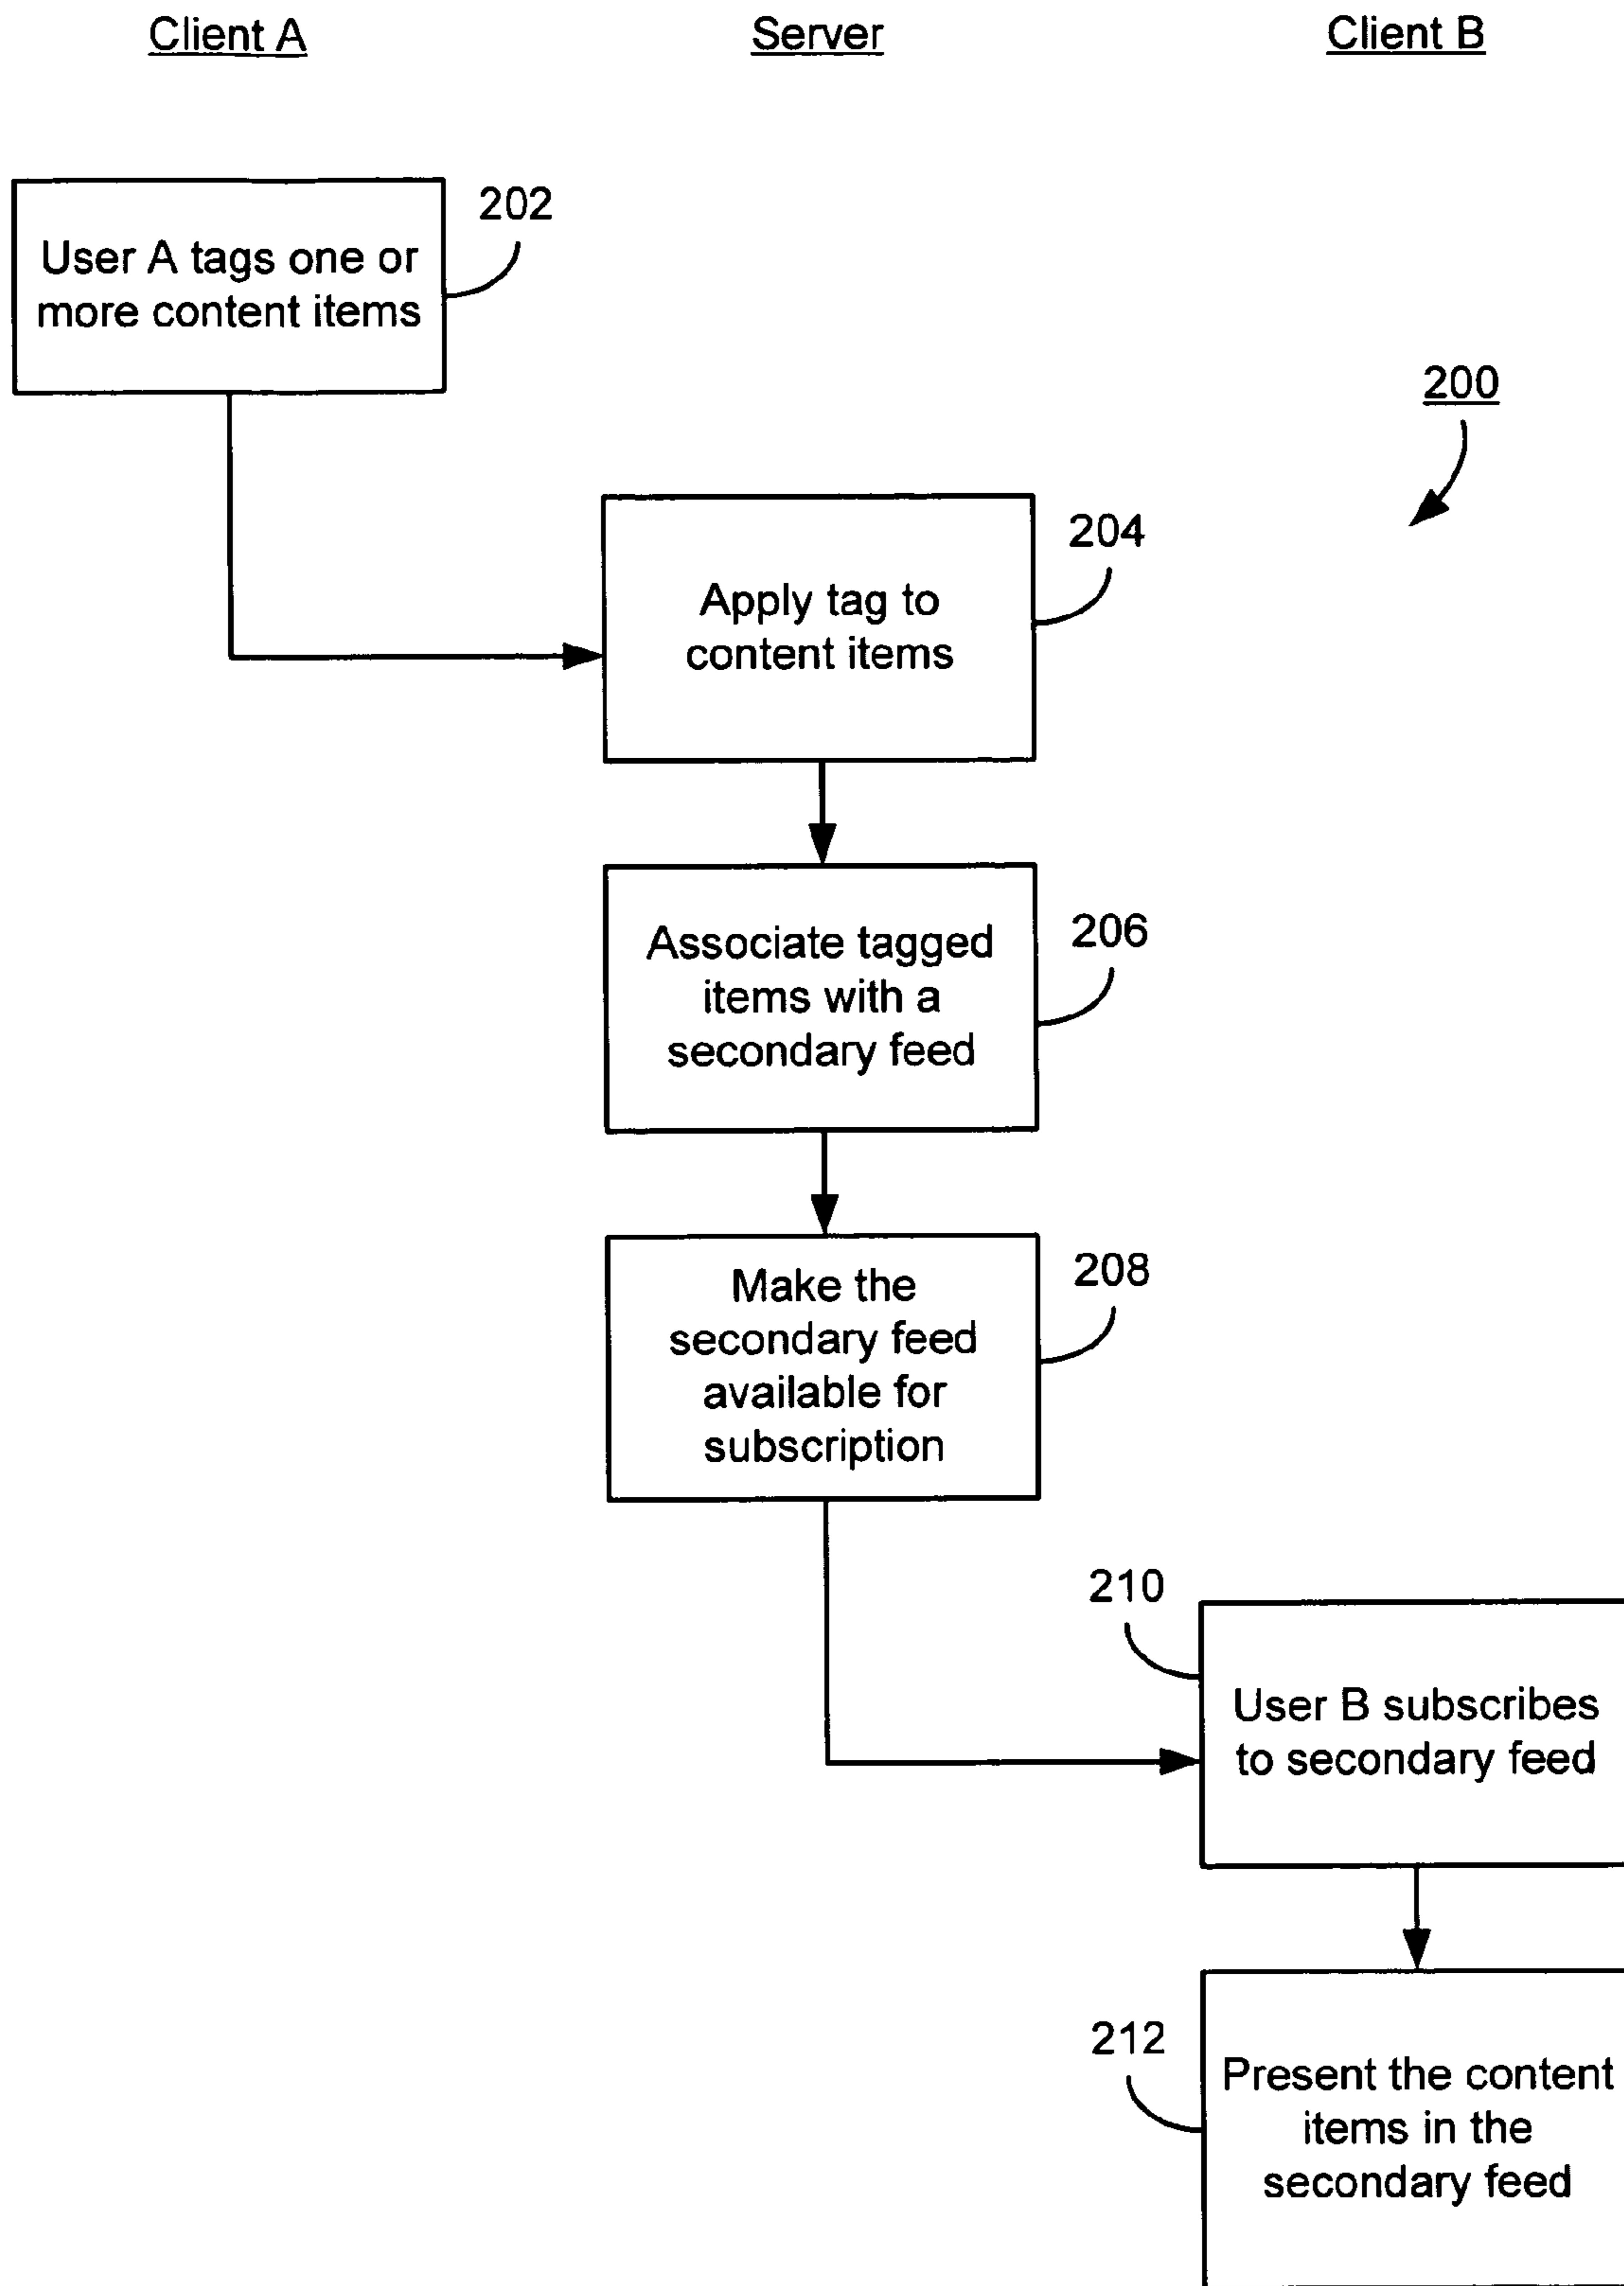 Client A
Server
Client B
202
User A tags one or
more content items
200
204
Apply tag to
content items
206
Associate tagged
items with a
secondary feed
208
Make the
secondary feed
available for
subscription
210
User B subscribes
to secondary feed
212
Present the content
items in the
secondary feed